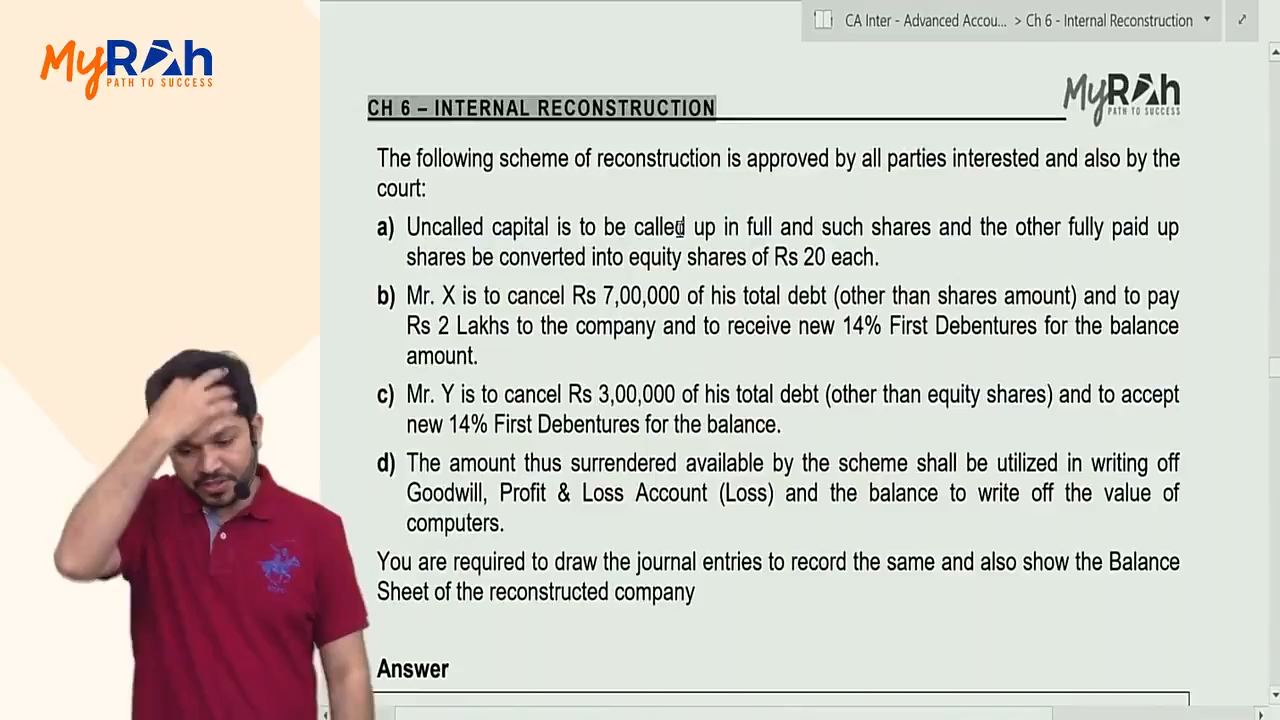 MyRAh
PATH TO SUCCESS
CA Inter - Advanced Accou... > Ch 6 - Internal Reconstruction
CH 6 – INTERNAL RECONSTRUCTION
MyRAh
PATH TO SUCCESS
The following scheme of reconstruction is approved by all parties interested and also by the
court:
a) Uncalled capital is to be called up in full and such shares and the other fully paid up
shares be converted into equity shares of Rs 20 each.
b) Mr. X is to cancel Rs 7,00,000 of his total debt (other than shares amount) and to pay
Rs 2 Lakhs to the company and to receive new 14% First Debentures for the balance
amount.
c) Mr. Y is to cancel Rs 3,00,000 of his total debt (other than equity shares) and to accept
new 14% First Debentures for the balance.
d) The amount thus surrendered available by the scheme shall be utilized in writing off
Goodwill, Profit & Loss Account (Loss) and the balance to write off the value of
computers.
You are required to draw the journal entries to record the same and also show the Balance
Sheet of the reconstructed company
Answer